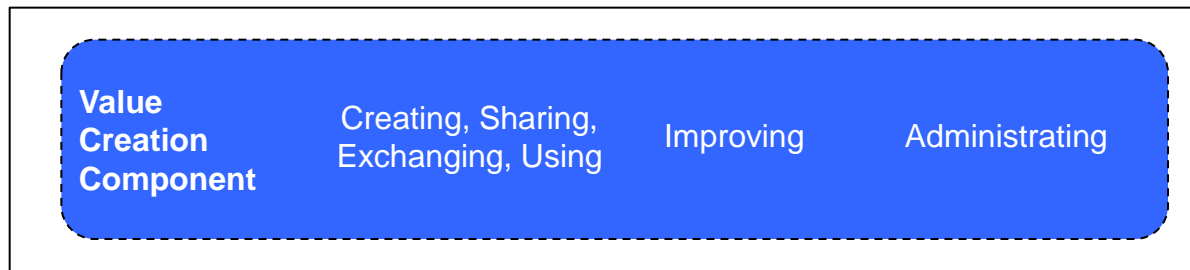 Value
Creation
Component
Creating, Sharing,
Exchanging, Using
Improving
Administrating